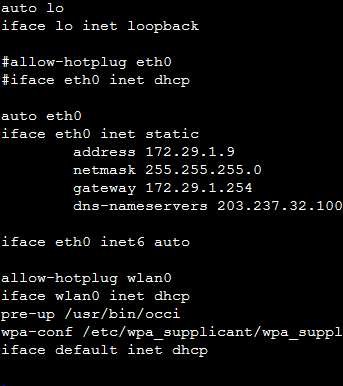 auto lo
iface lo inet loopback
#allow-hotplug eth0
#iface eth0 inet dhcp
auto eth0
iface eth0 inet static
address 172.29.1.9
netmask 255.255.255.0
gateway 172.29.1.254
dns-nameservers 203.237.32.100
iface eth0 inet6 auto
allow-hotplug wlan0
iface wlan0 inet dhcp
pre-up /usr/bin/occi
wpa-conf /etc/wpa_supplicant/wpa_suppl
iface default inet dhcp